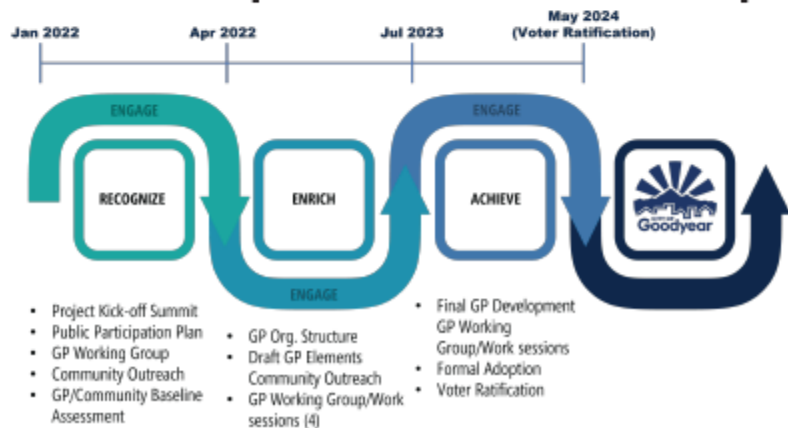 Jan 2022
Apr 2022
Jul 2023
May 2024
(Voter Ratification)
ENGAGE
ENGAGE
RECOGNIZE
ENRICH
ACHIEVE
Goodyear
ENGAGE
• Project Kick-off Summit
• Public Participation Plan
• GP Working Group
• Community Outreach
• GP/Community Baseline
Assessment
• GP Org. Structure
• Draft GP Elements
Community Outreach
• GP Working Group/Work
sessions (4)
• Final GP Development
GP Working
Group/Work sessions
• Formal Adoption
• Voter Ratification